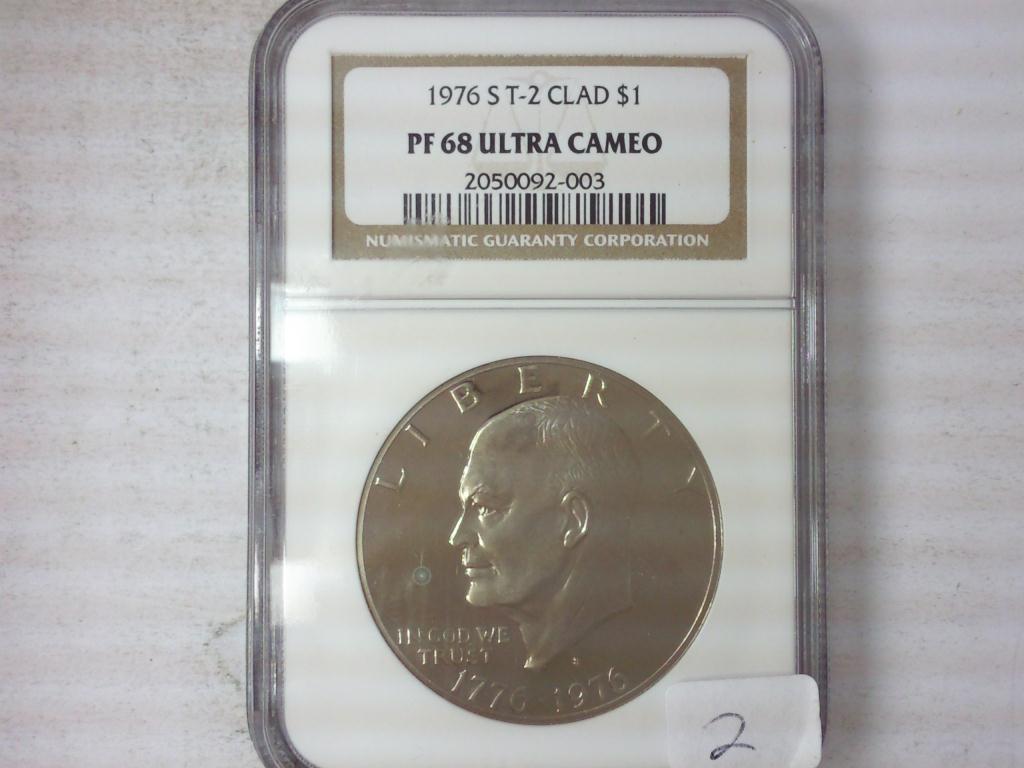 1976 S T-2 CLAD $1
PF 68 ULTRA CAMEO
2050092-003
NUMISMATIC GUARANTY CORPORATION
LIBERTY
IN GOD WE
TRUST
S
1776-1976
2